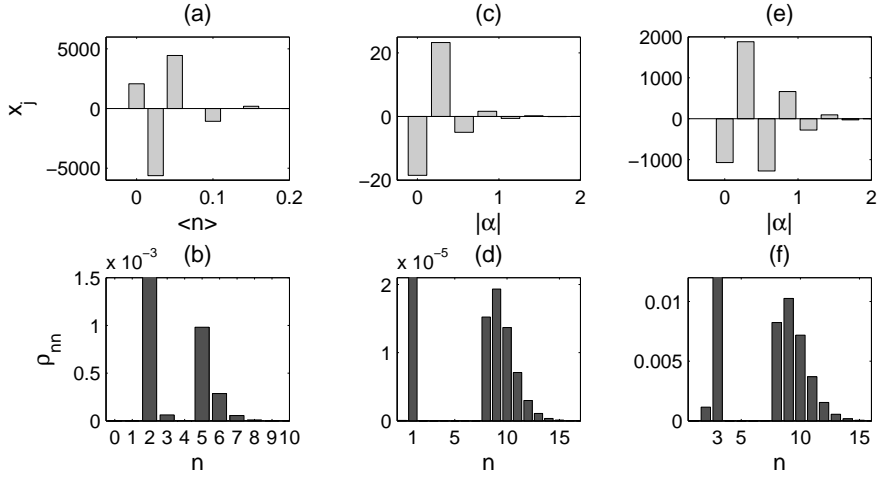 (a) (c) (e)
5000
0
−5000
x_j
0 0.1 0.2
<n>
20
0
−20
0 1 2
|α|
2000
1000
0
−1000
0 1 2
|α|
(b) (d) (f)
x 10⁻³
1.5
1
0.5
0
ρ_nn
0 1 2 3 4 5 6 7 8 9 10
n
x 10⁻⁵
2
1
0
1 5 10 15
n
0.01
0.005
0
3 5 10 15
n